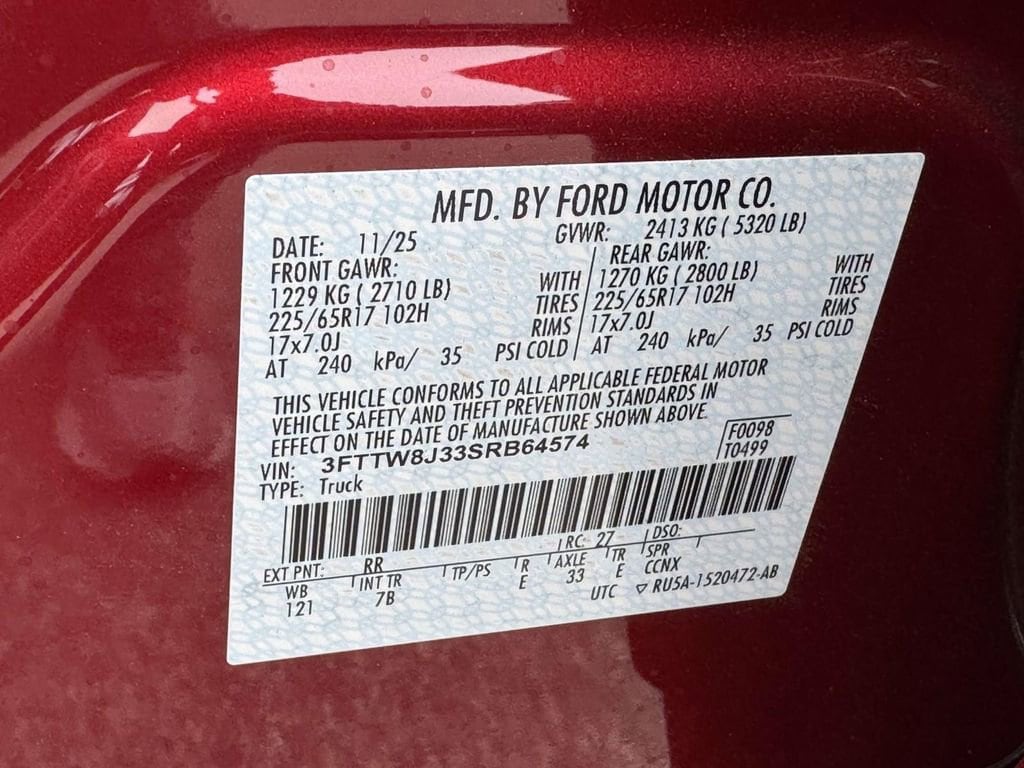 MFD. BY FORD MOTOR CO.
DATE: 11/25 GVWR: 2413 KG ( 5320 LB)
FRONT GAWR: REAR GAWR:
1229 KG ( 2710 LB) WITH 1270 KG ( 2800 LB) WITH
225/65R17 102H TIRES 225/65R17 102H TIRES
17x7.0J RIMS 17x7.0J RIMS
AT 240 kPa/ 35 PSI COLD AT 240 kPa/ 35 PSI COLD
THIS VEHICLE CONFORMS TO ALL APPLICABLE FEDERAL MOTOR
VEHICLE SAFETY AND THEFT PREVENTION STANDARDS IN
EFFECT ON THE DATE OF MANUFACTURE SHOWN ABOVE.
VIN: 3FTTW8J33SRB64574 F0098
TYPE: Truck T0499
EXT PNT: RR RC: 27 DSO:
WB INT TR TP/PS R AXLE TR SPR
121 7B E 33 E CCNX
UTC ▽ RU5A-1520472-AB